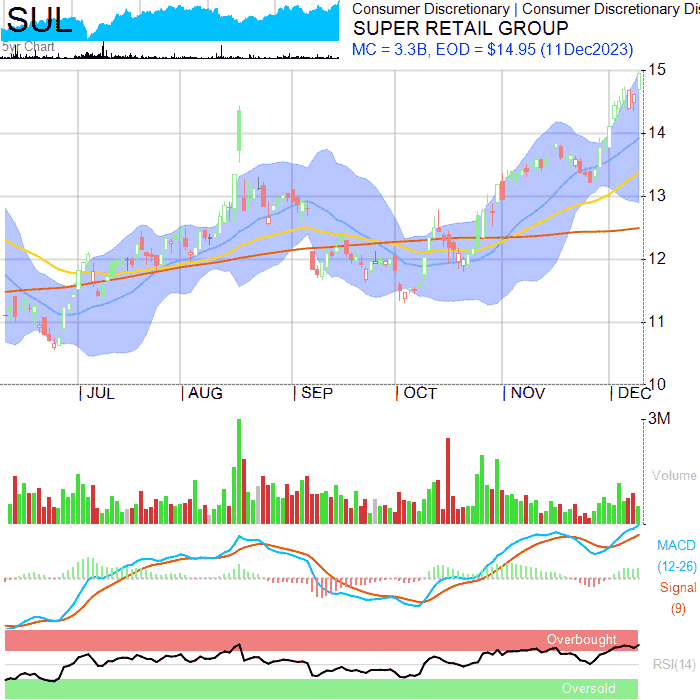 SUL
5yr Chart
Consumer Discretionary | Consumer Discretionary Dis
SUPER RETAIL GROUP
MC = 3.3B, EOD = $14.95 (11Dec2023)
15
14
13
12
11
10
JUL
AUG
SEP
OCT
NOV
DEC
3M
Volume
MACD
(12-26)
Signal
(9)
Overbought
RSI(14)
Oversold